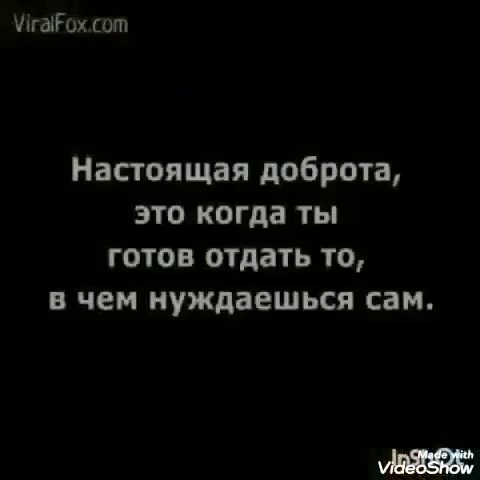 ViralFox.com
Настоящая доброта,
это когда ты
готов отдать то,
в чем нуждаешься сам.
Made with
VideoShow